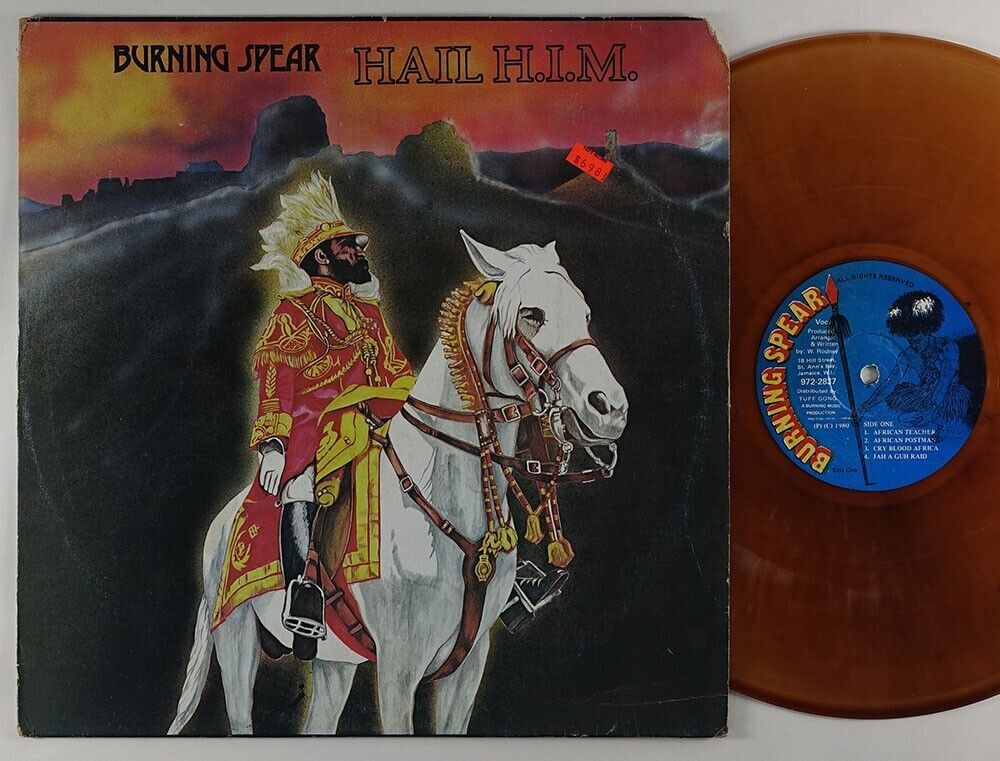 BURNING SPEAR HAIL H.I.M.
$6.98
BURNING SPEAR
ALL RIGHTS RESERVED
Produced
Arranged
& Written
by: W. Rodney
18 Hill Street,
St. Ann's Bay,
Jamaica, W.I.
972-2837
Distributed by:
TUFF GONG
A BURNING MUSIC
PRODUCTION
(P) (C) 1980
Side One
SIDE ONE
1. AFRICAN TEACHER
2. AFRICAN POSTMAN
3. CRY BLOOD AFRICA
4. JAH A GUH RAID